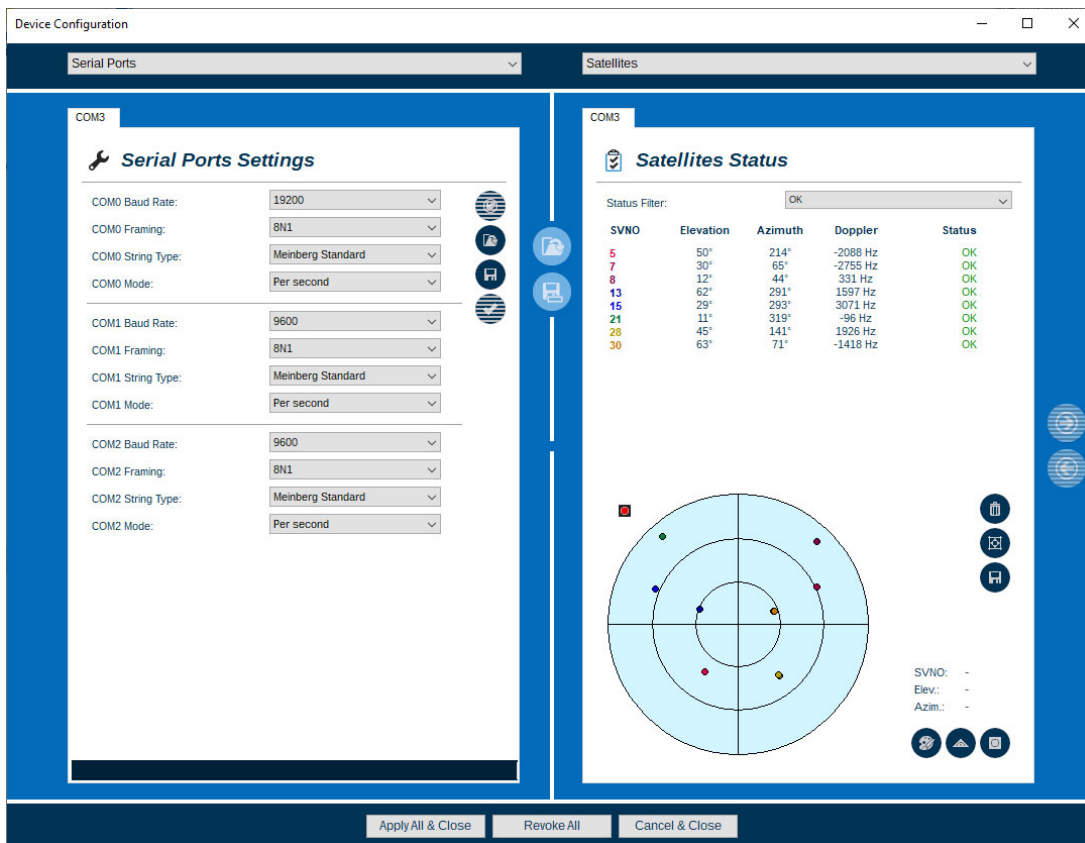 Device Configuration
Serial Ports
Satellites
COM3
Serial Ports Settings
COM0 Baud Rate: 19200
COM0 Framing: 8N1
COM0 String Type: Meinberg Standard
COM0 Mode: Per second
COM1 Baud Rate: 9600
COM1 Framing: 8N1
COM1 String Type: Meinberg Standard
COM1 Mode: Per second
COM2 Baud Rate: 9600
COM2 Framing: 8N1
COM2 String Type: Meinberg Standard
COM2 Mode: Per second
COM3
Satellites Status
Status Filter: OK
SVNO Elevation Azimuth Doppler Status
5 50° 214° -2088 Hz OK
7 30° 65° -2755 Hz OK
8 12° 44° 331 Hz OK
13 62° 291° 1597 Hz OK
15 29° 293° 3071 Hz OK
21 11° 319° -96 Hz OK
28 45° 141° 1926 Hz OK
30 63° 71° -1418 Hz OK
SVNO: -
Elev.: -
Azim.: -
Apply All & Close
Revoke All
Cancel & Close